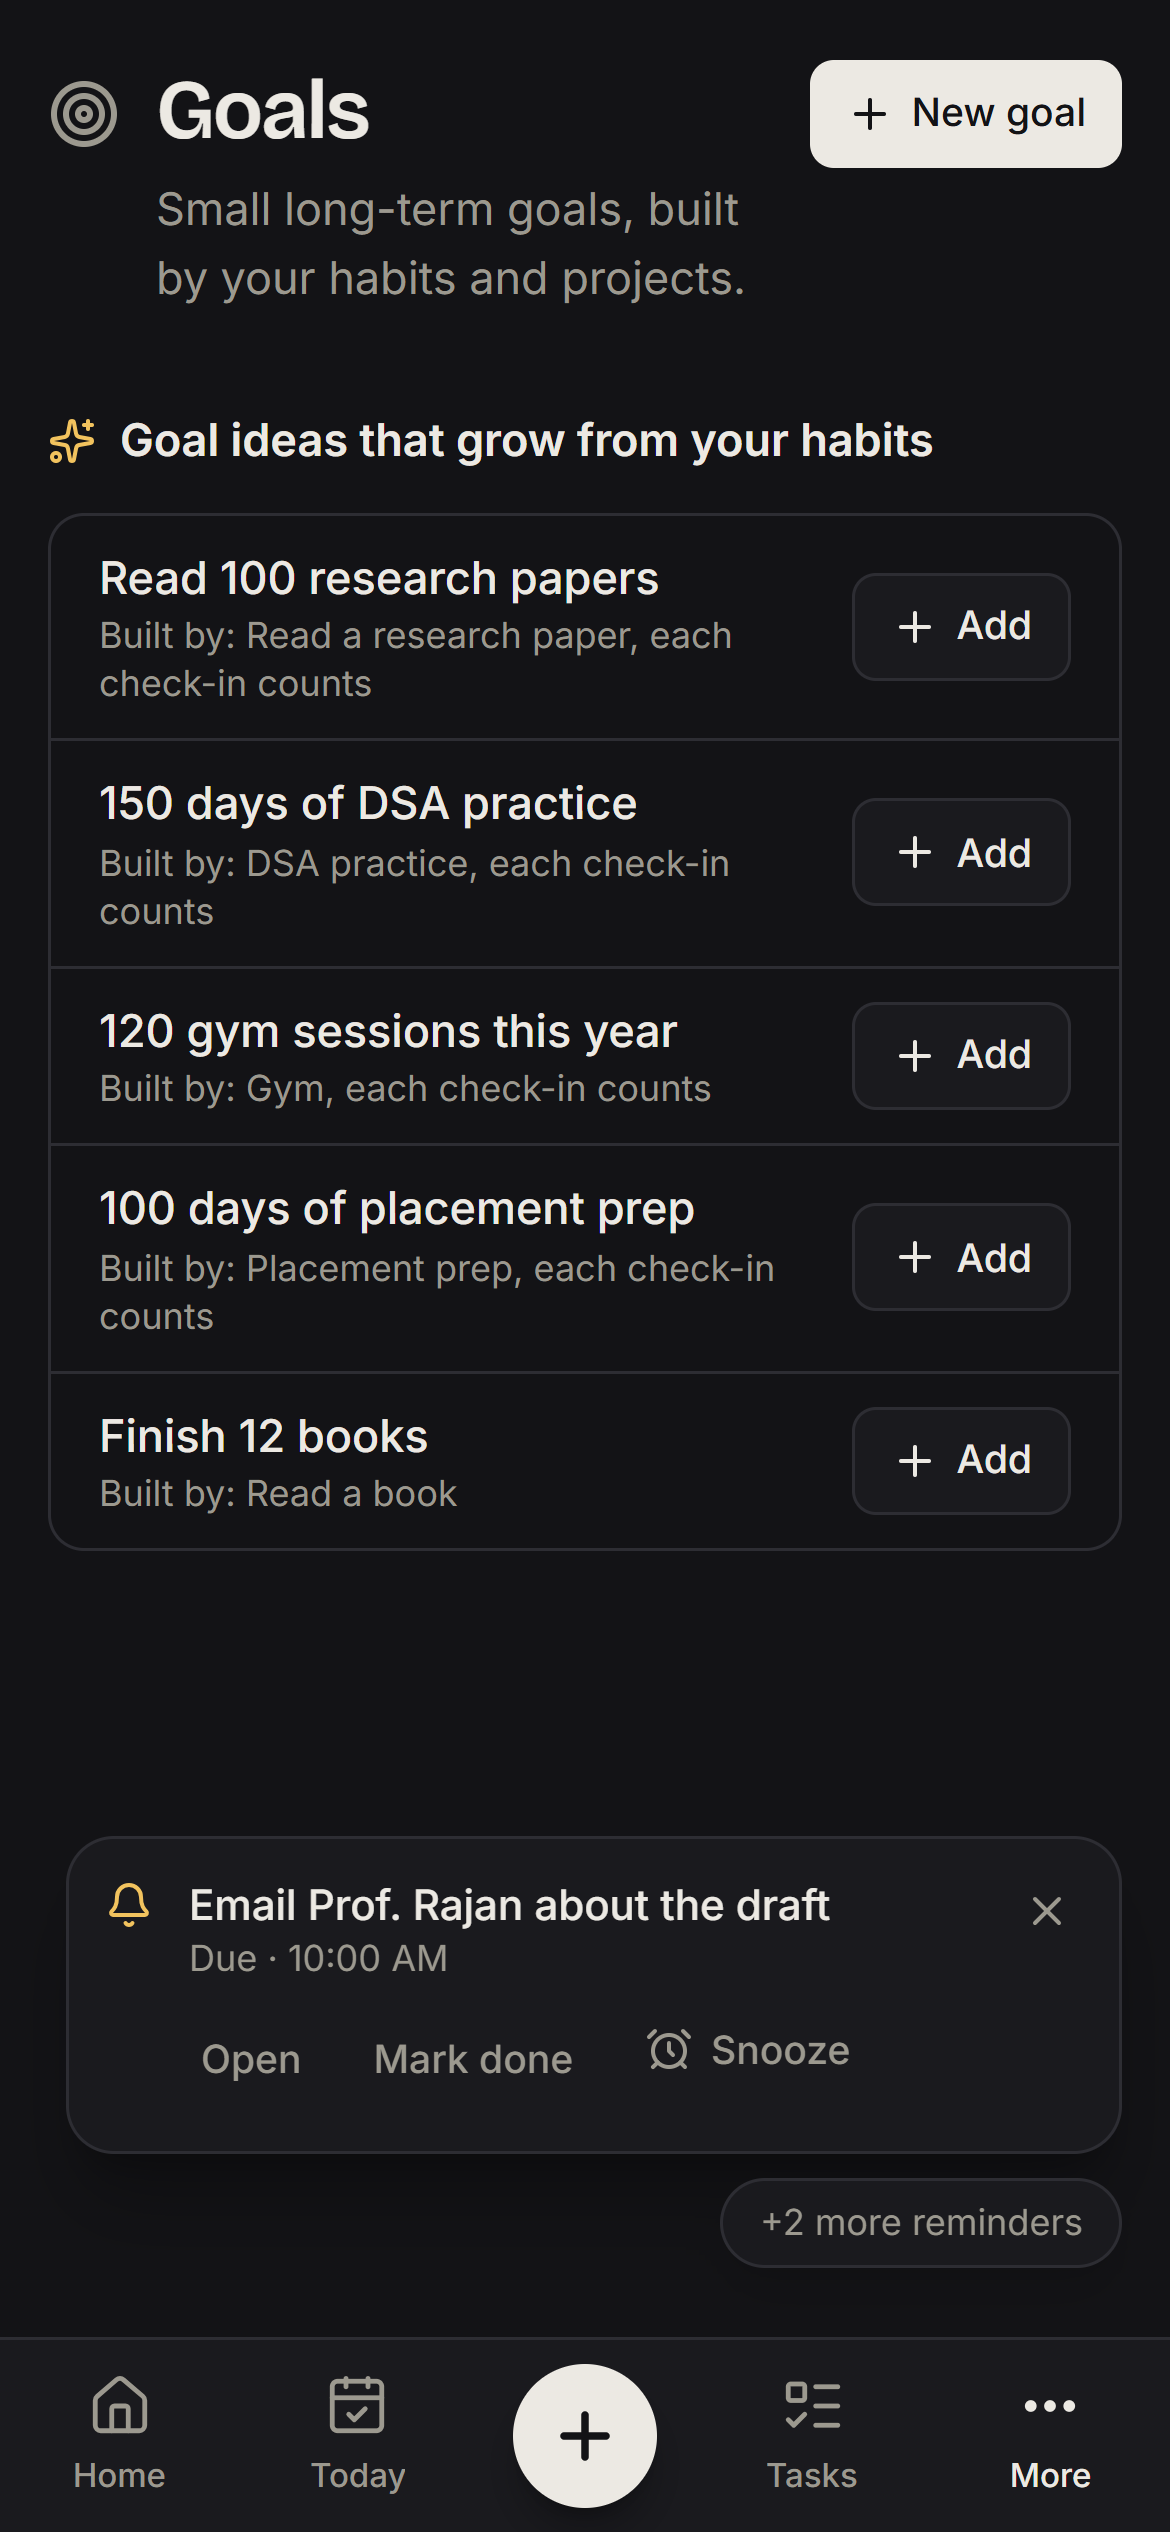 Goals
+ New goal
Small long-term goals, built
by your habits and projects.
Goal ideas that grow from your habits
Read 100 research papers
Built by: Read a research paper, each
check-in counts
+ Add
150 days of DSA practice
Built by: DSA practice, each check-in
counts
+ Add
120 gym sessions this year
Built by: Gym, each check-in counts
+ Add
100 days of placement prep
Built by: Placement prep, each check-in
counts
+ Add
Finish 12 books
Built by: Read a book
+ Add
Email Prof. Rajan about the draft
Due · 10:00 AM
Open Mark done Snooze
+2 more reminders
Home Today Tasks More